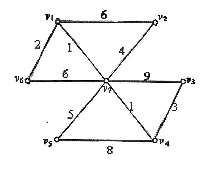 v₁ 6 v₂
2 1 4
v₆ 6 v₇ 9 v₃
5 1 3
v₅ 8 v₄